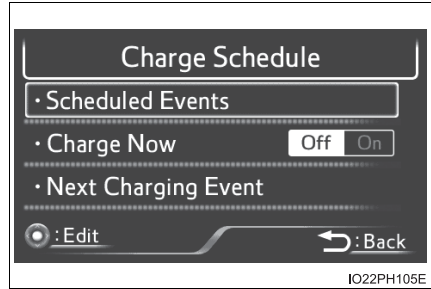 Charge Schedule
· Scheduled Events
· Charge Now Off On
· Next Charging Event
:Edit :Back
IO22PH105E